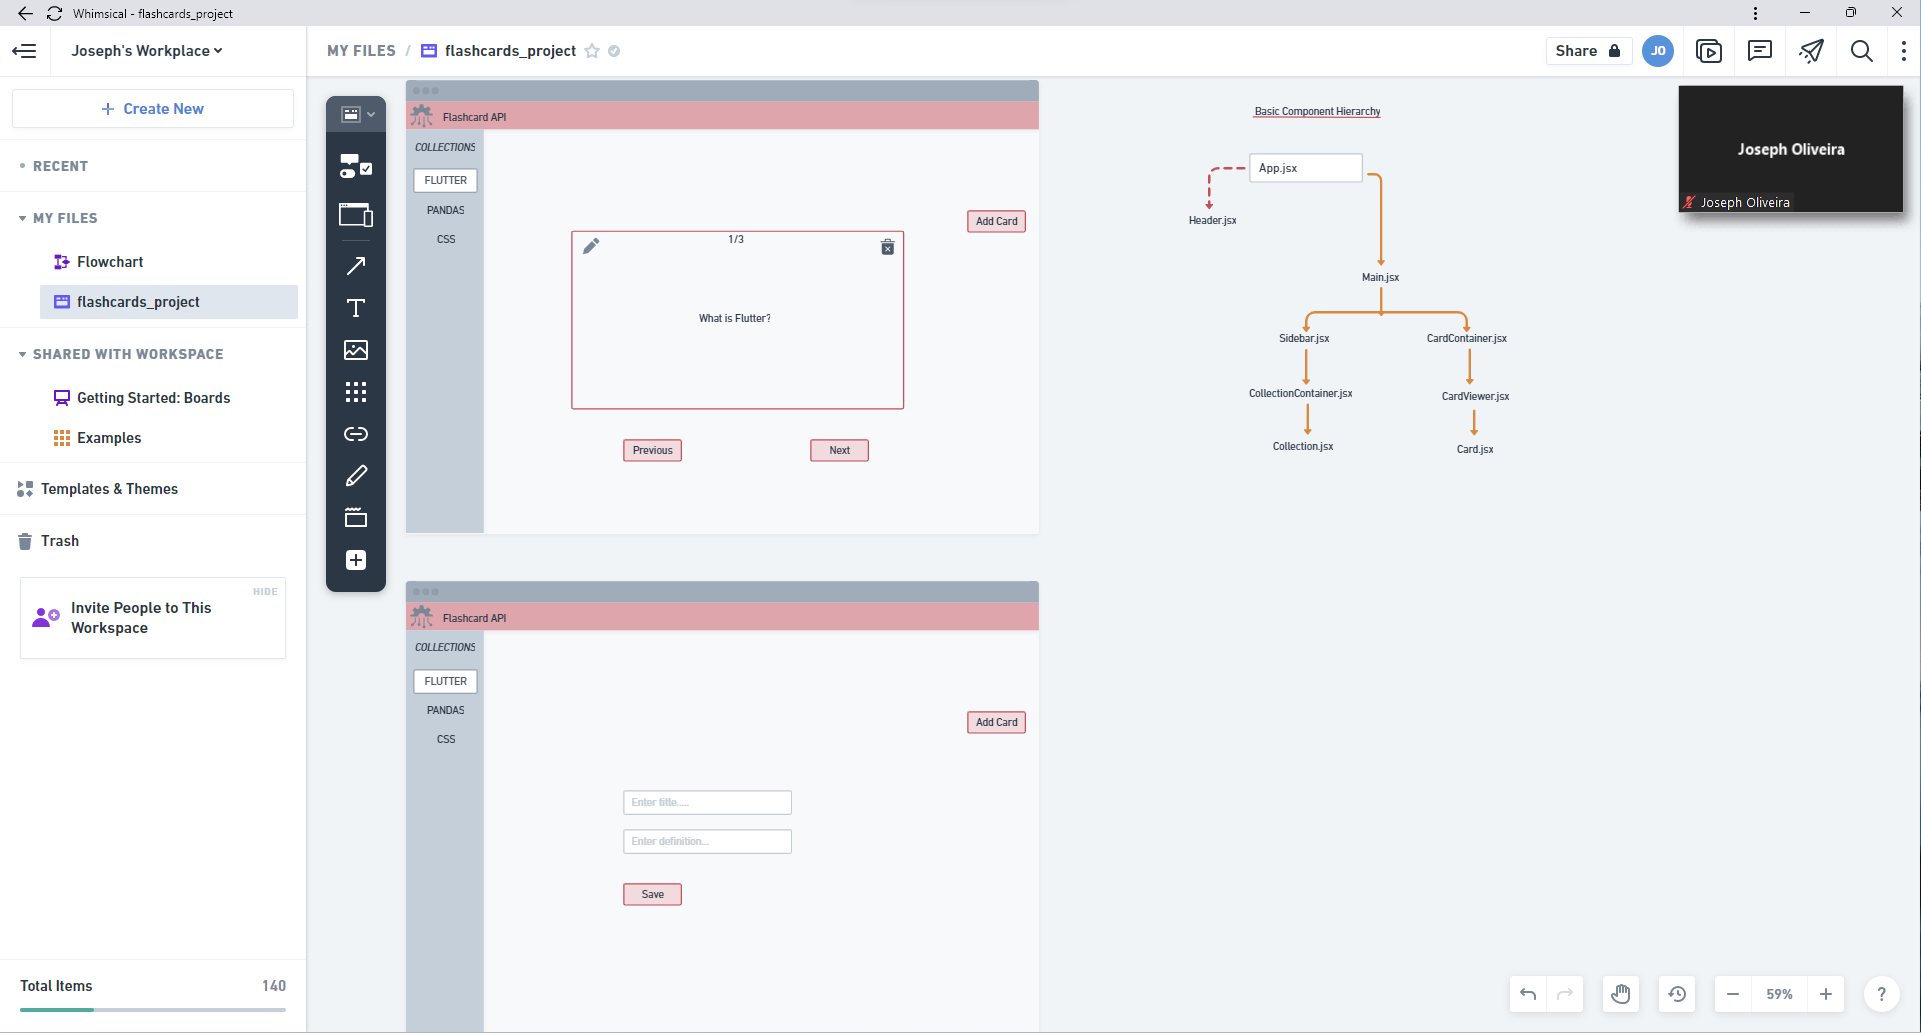 Whimsical - flashcards_project
Joseph's Workplace
MY FILES / flashcards_project
Share
JO
Create New
RECENT
MY FILES
Flowchart
flashcards_project
SHARED WITH WORKSPACE
Getting Started: Boards
Examples
Templates & Themes
Trash
HIDE
Invite People to This
Workspace
Total Items 140
Flashcard API
COLLECTIONS
FLUTTER
PANDAS
CSS
Add Card
1/3
What is Flutter?
Previous
Next
Flashcard API
COLLECTIONS
FLUTTER
PANDAS
CSS
Add Card
Enter title.....
Enter definition...
Save
Basic Component Hierarchy
App.jsx
Header.jsx
Main.jsx
Sidebar.jsx
CardContainer.jsx
CollectionContainer.jsx
CardViewer.jsx
Collection.jsx
Card.jsx
Joseph Oliveira
Joseph Oliveira
59%
?